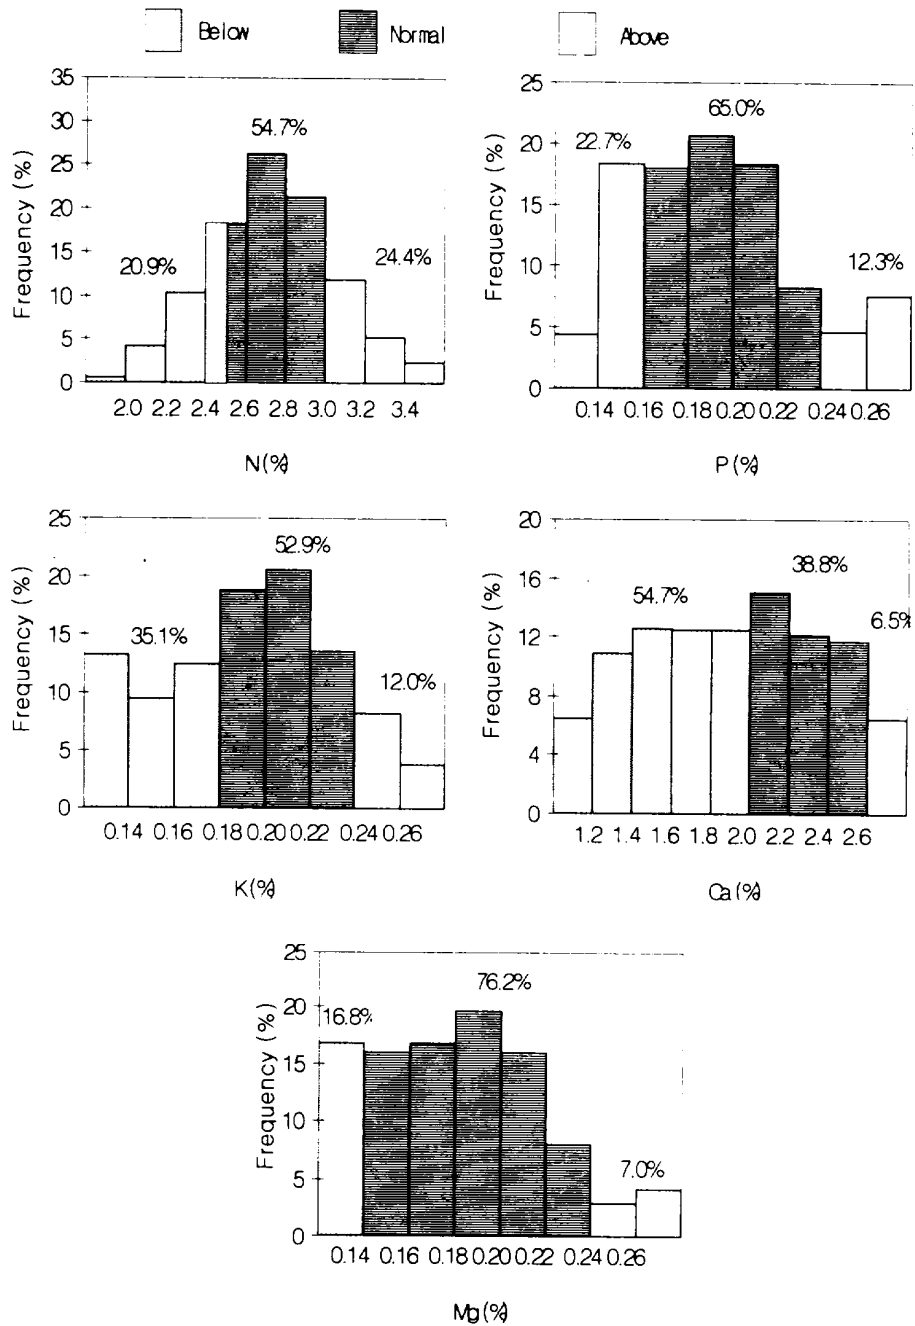 Below Normal Above
35
30
25
20
15
10
5
0
Frequency (%)
54.7%
20.9%
24.4%
2.0 2.2 2.4 2.6 2.8 3.0 3.2 3.4
N(%)
25
20
15
10
5
0
Frequency (%)
65.0%
22.7%
12.3%
0.14 0.16 0.18 0.20 0.22 0.24 0.26
P(%)
25
20
15
10
5
0
Frequency (%)
52.9%
35.1%
12.0%
0.14 0.16 0.18 0.20 0.22 0.24 0.26
K(%)
20
16
12
8
4
0
Frequency (%)
38.8%
54.7%
6.5%
1.2 1.4 1.6 1.8 2.0 2.2 2.4 2.6
Ca(%)
25
20
15
10
5
0
Frequency (%)
76.2%
16.8%
7.0%
0.14 0.16 0.18 0.20 0.22 0.24 0.26
Mg(%)